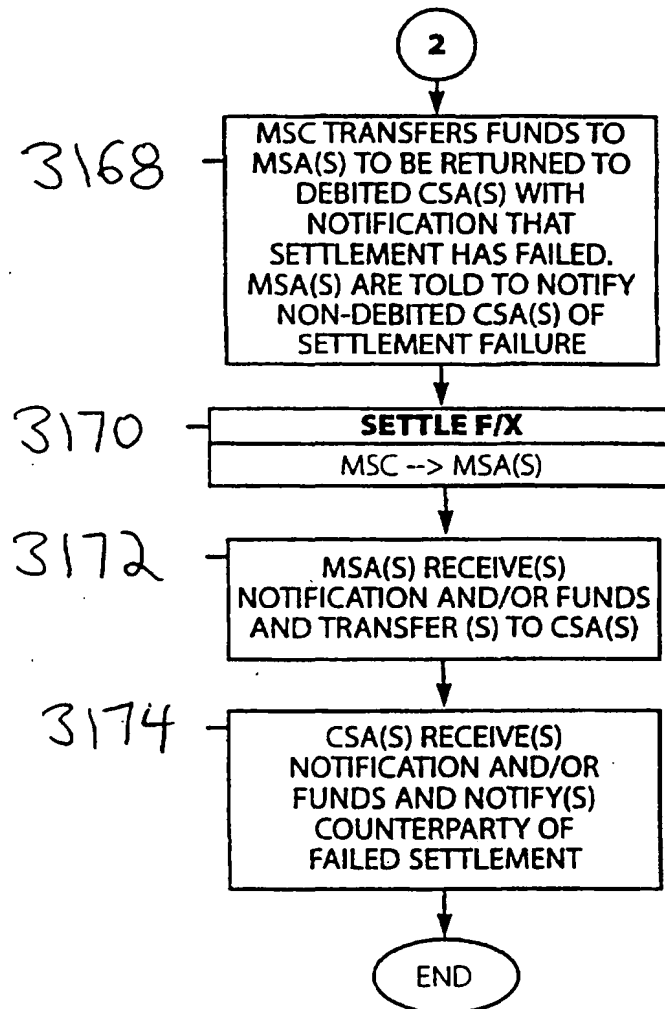 2
3168
MSC TRANSFERS FUNDS TO
MSA(S) TO BE RETURNED TO
DEBITED CSA(S) WITH
NOTIFICATION THAT
SETTLEMENT HAS FAILED.
MSA(S) ARE TOLD TO NOTIFY
NON-DEBITED CSA(S) OF
SETTLEMENT FAILURE
3170
SETTLE F/X
MSC --> MSA(S)
3172
MSA(S) RECEIVE(S)
NOTIFICATION AND/OR FUNDS
AND TRANSFER (S) TO CSA(S)
3174
CSA(S) RECEIVE(S)
NOTIFICATION AND/OR
FUNDS AND NOTIFY(S)
COUNTERPARTY OF
FAILED SETTLEMENT
END